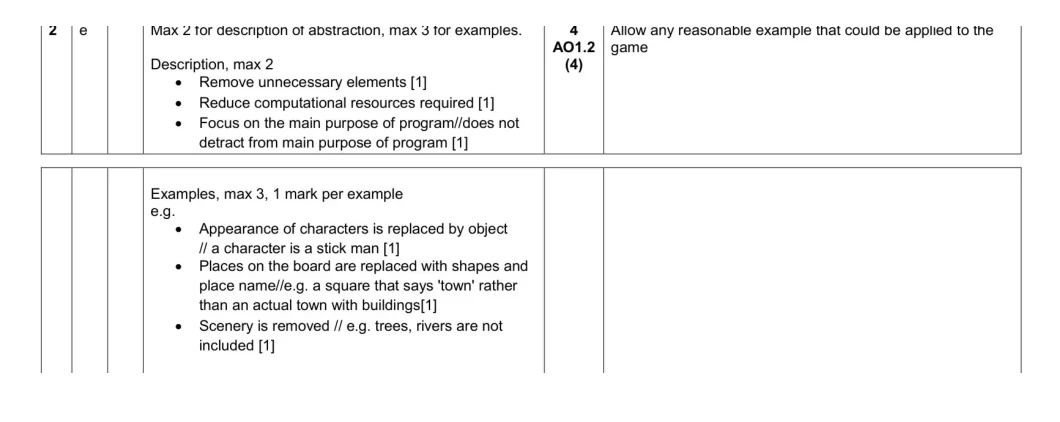 2 e Max 2 for description of abstraction, max 3 for examples. 4 Allow any reasonable example that could be applied to the
AO1.2 game
Description, max 2 (4)
• Remove unnecessary elements [1]
• Reduce computational resources required [1]
• Focus on the main purpose of program//does not
detract from main purpose of program [1]
Examples, max 3, 1 mark per example
e.g.
• Appearance of characters is replaced by object
// a character is a stick man [1]
• Places on the board are replaced with shapes and
place name//e.g. a square that says 'town' rather
than an actual town with buildings[1]
• Scenery is removed // e.g. trees, rivers are not
included [1]